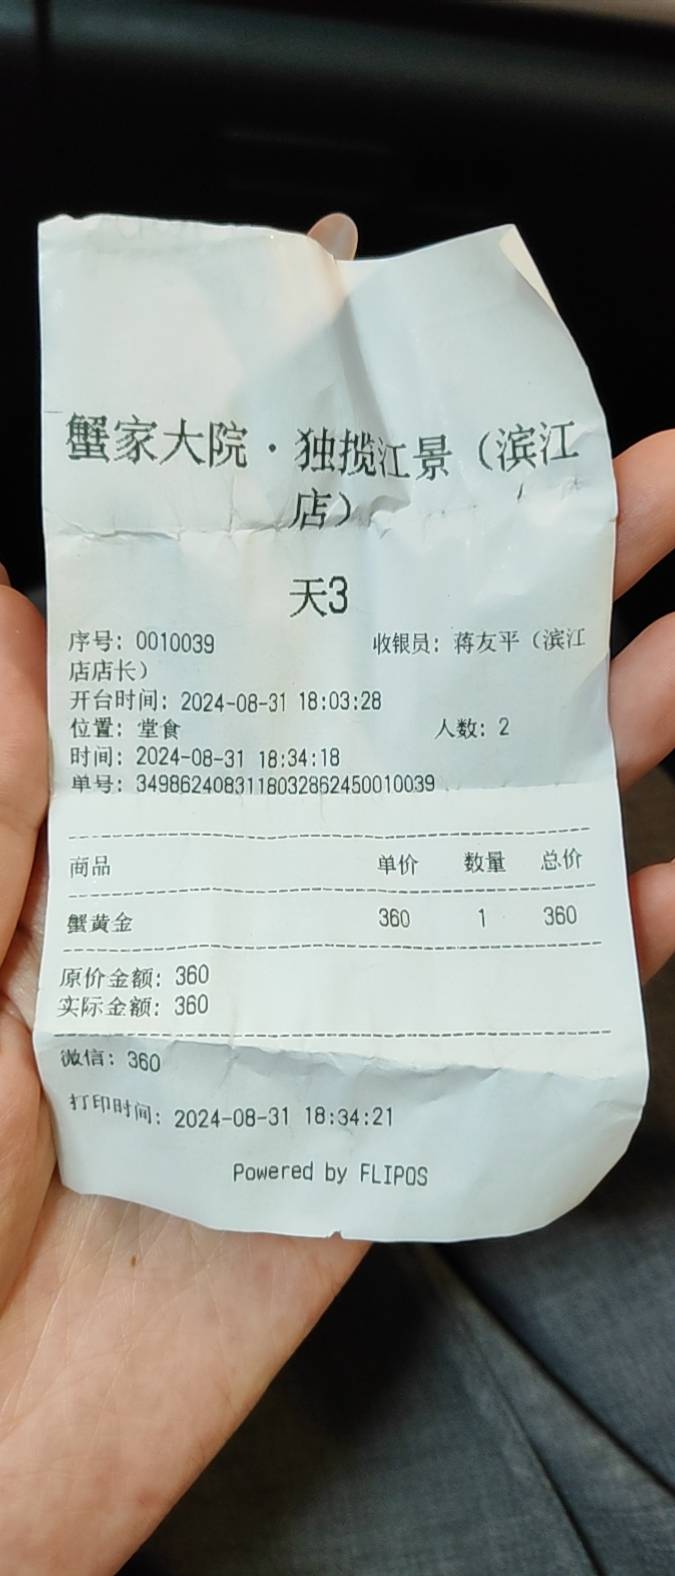 蟹家大院·独揽江景（滨江
店）
天3
序号: 0010039 收银员: 蒋友平（滨江
店店长）
开台时间: 2024-08-31 18:03:28
位置: 堂食 人数: 2
时间: 2024-08-31 18:34:18
单号: 349862408311803286245​0010039
商品 单价 数量 总价
蟹黄金 360 1 360
原价金额: 360
实际金额: 360
微信: 360
打印时间: 2024-08-31 18:34:21
Powered by FLIPOS